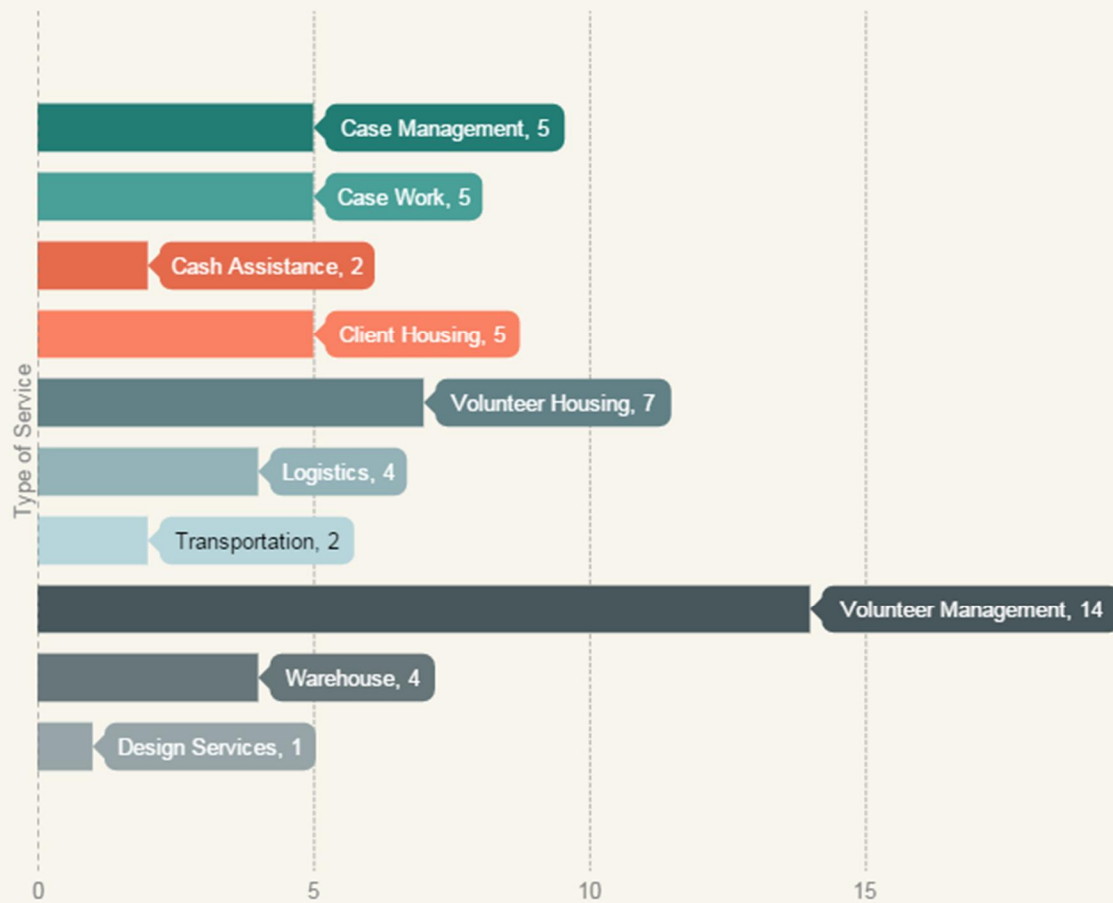 Case Management, 5
Case Work, 5
Cash Assistance, 2
Client Housing, 5
Type of Service
Volunteer Housing, 7
Logistics, 4
Transportation, 2
Volunteer Management, 14
Warehouse, 4
Design Services, 1
0 5 10 15